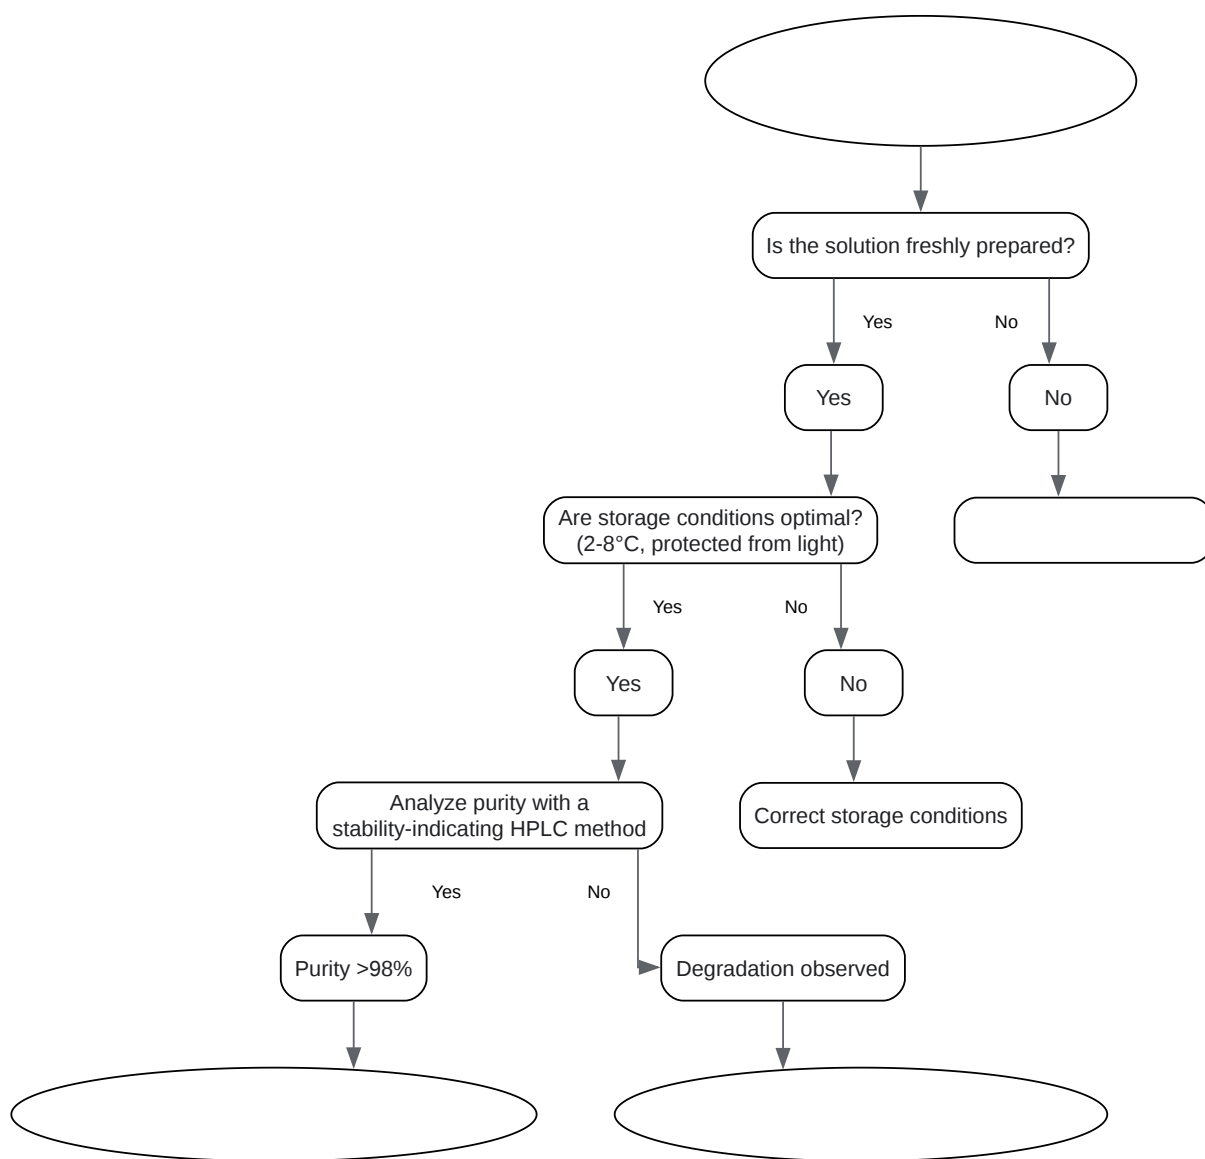 Is the solution freshly prepared?
Yes
No
Yes
No
Are storage conditions optimal?
(2-8°C, protected from light)
Yes
No
Yes
No
Analyze purity with a
stability-indicating HPLC method
Correct storage conditions
Yes
No
Purity >98%
Degradation observed